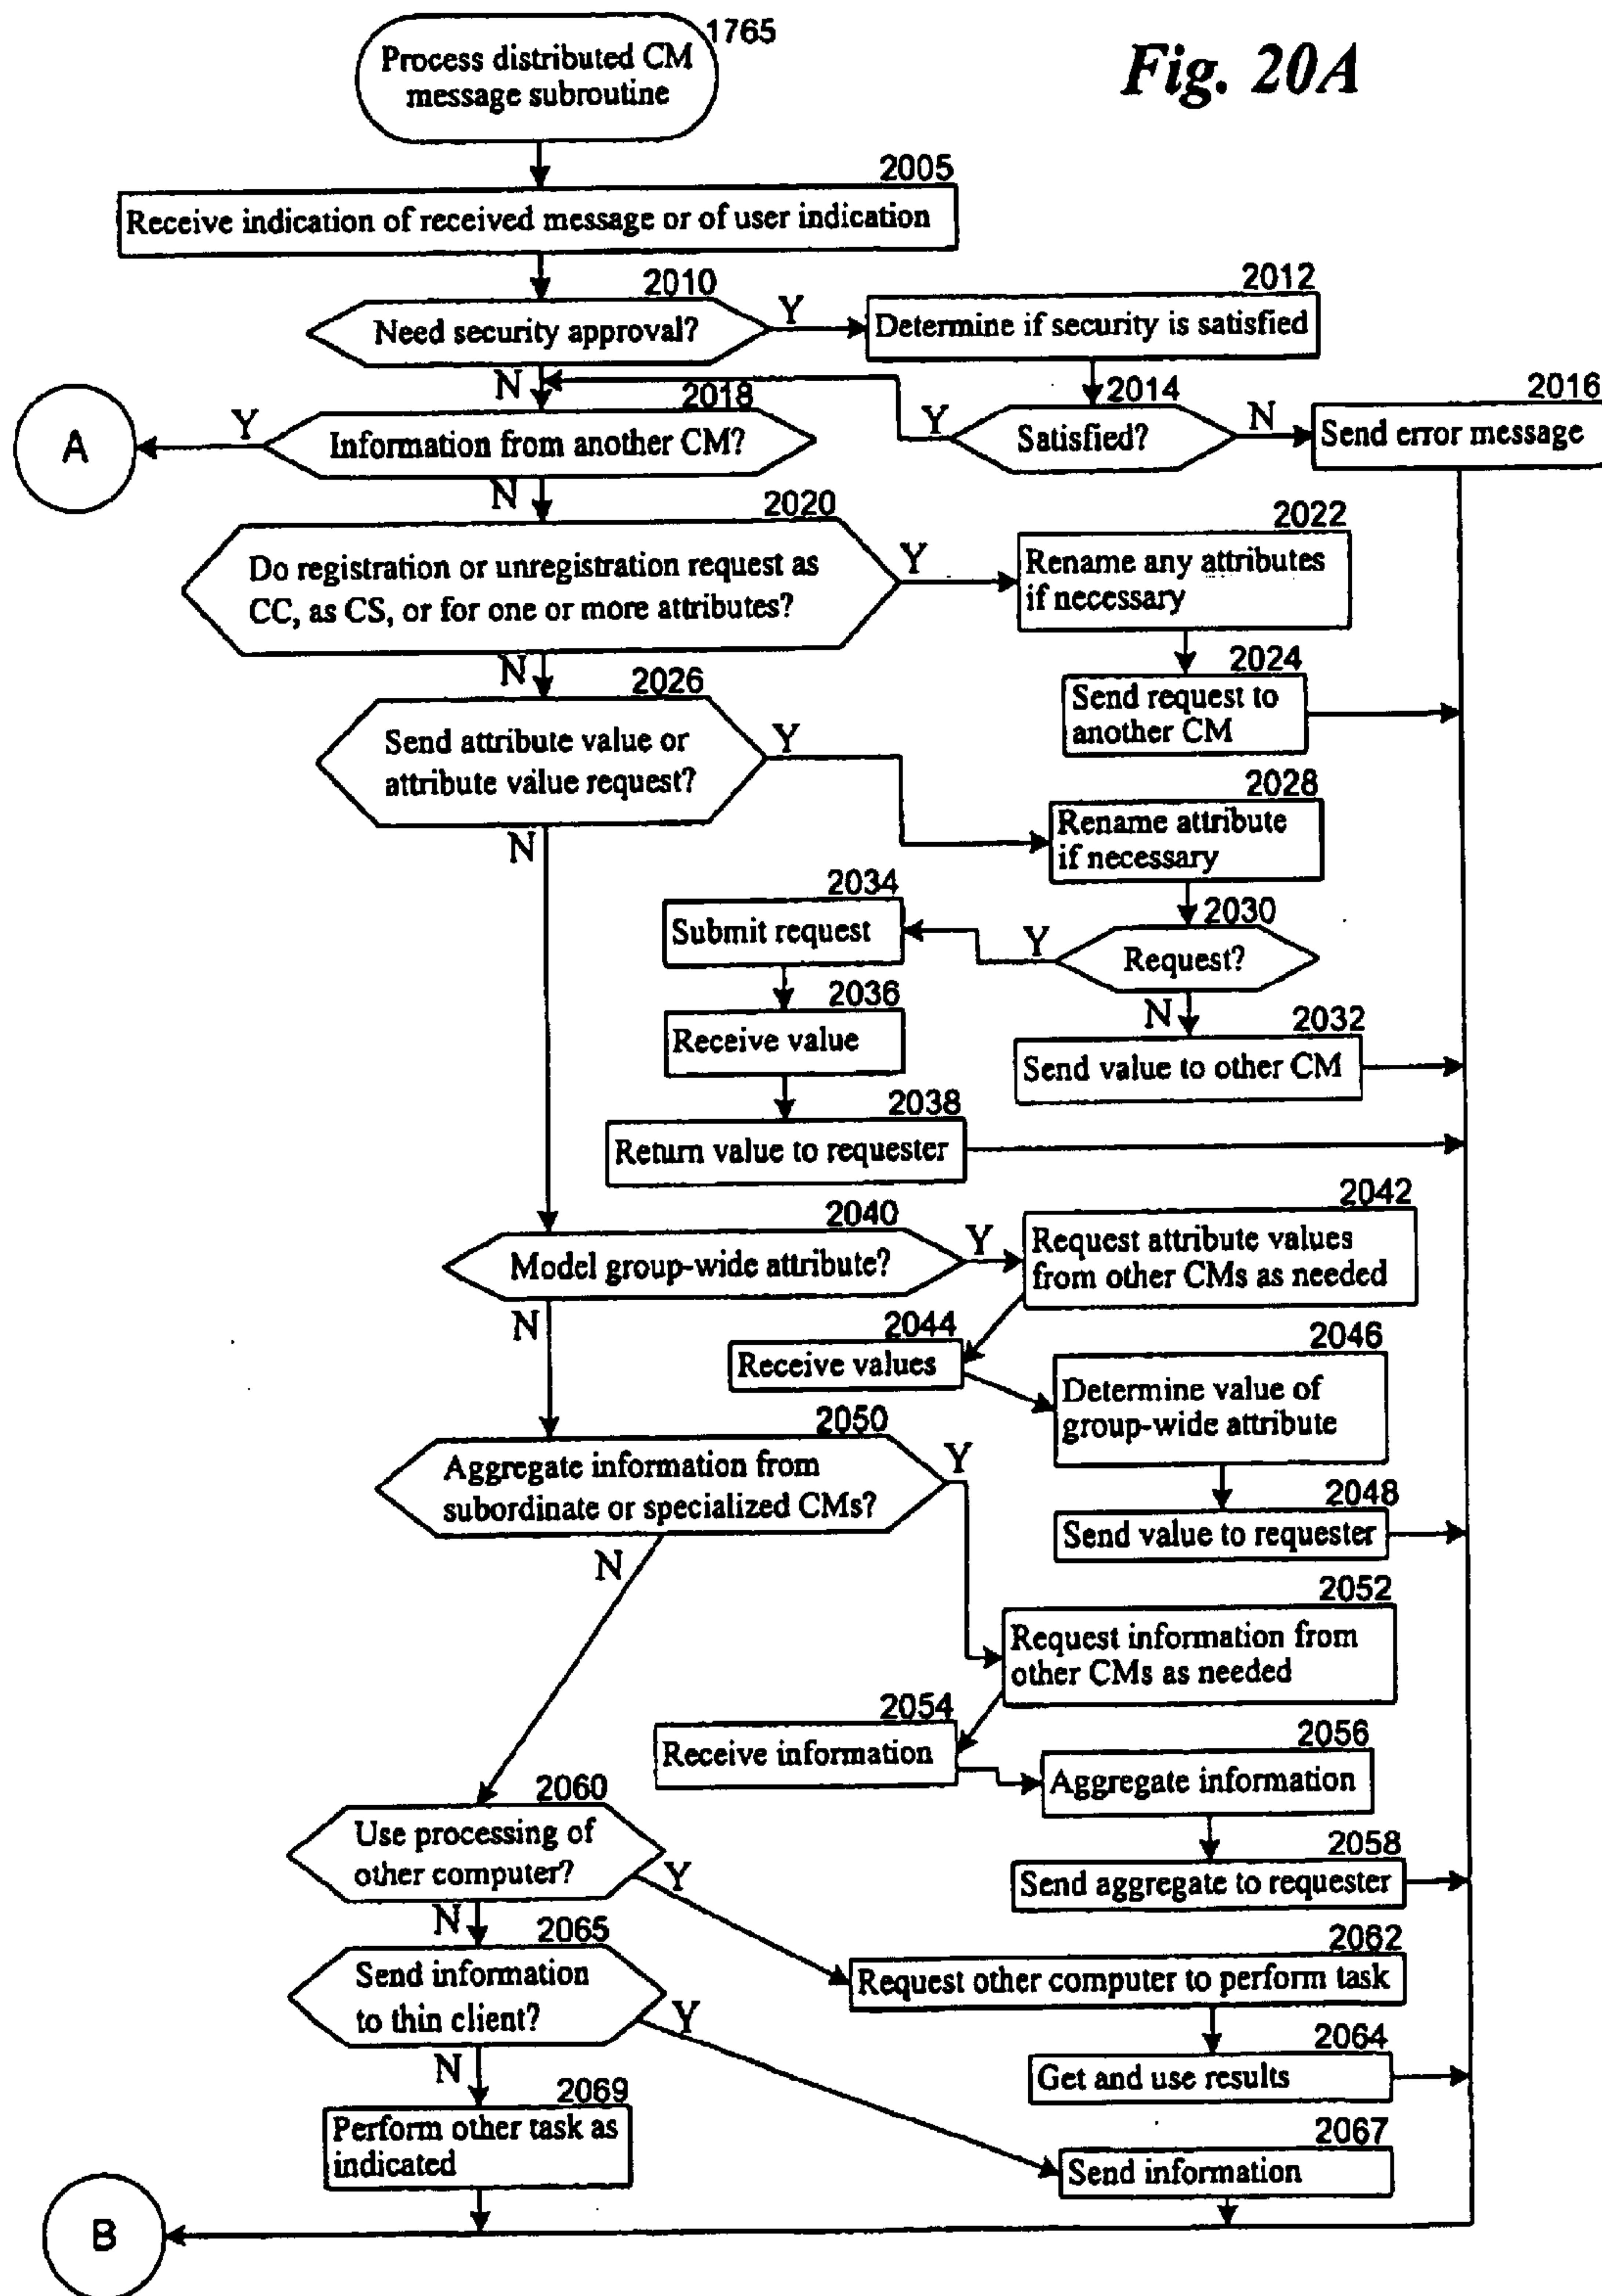 1765
Fig. 20A
Process distributed CM
message subroutine
2005
Receive indication of received message or of user indication
2010
Need security approval?
Y
2012
Determine if security is satisfied
N
2018
Information from another CM?
Y
A
2014
Satisfied?
Y
N
2016
Send error message
N
2020
Do registration or unregistration request as
CC, as CS, or for one or more attributes?
Y
2022
Rename any attributes
if necessary
2024
Send request to
another CM
N
2026
Send attribute value or
attribute value request?
Y
2028
Rename attribute
if necessary
2030
Request?
Y
2034
Submit request
2036
Receive value
2038
Return value to requester
N
2032
Send value to other CM
N
2040
Model group-wide attribute?
Y
2042
Request attribute values
from other CMs as needed
2044
Receive values
2046
Determine value of
group-wide attribute
2048
Send value to requester
N
2050
Aggregate information from
subordinate or specialized CMs?
Y
2052
Request information from
other CMs as needed
2054
Receive information
2056
Aggregate information
2058
Send aggregate to requester
N
2060
Use processing of
other computer?
Y
2062
Request other computer to perform task
2064
Get and use results
N
2065
Send information
to thin client?
Y
2067
Send information
N
2069
Perform other task as
indicated
B